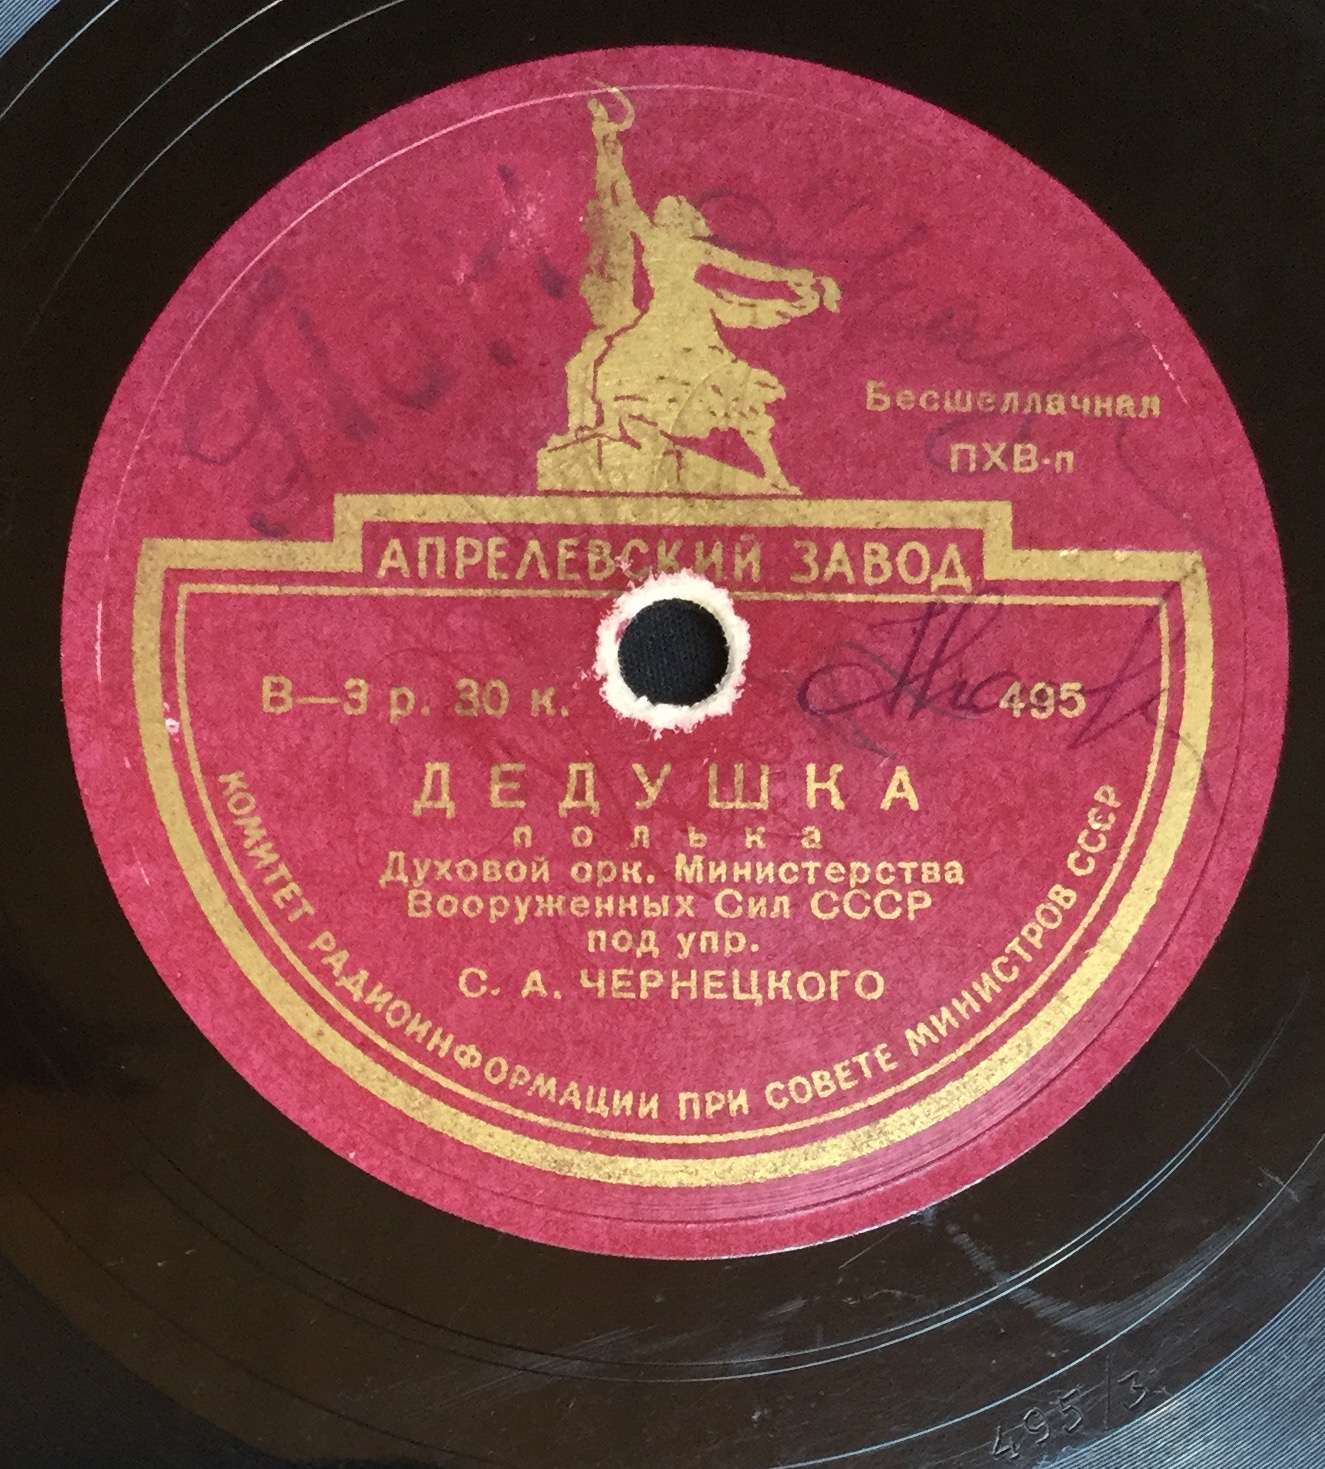 Бесшеллачная
ПХВ-п
АПРЕЛЕВСКИЙ ЗАВОД
В—3 р. 30 к.
495
ДЕДУШКА
полька
Духовой орк. Министерства
Вооруженных Сил СССР
под упр.
С. А. ЧЕРНЕЦКОГО
КОМИТЕТ РАДИОИНФОРМАЦИИ ПРИ СОВЕТЕ МИНИСТРОВ СССР
495/3